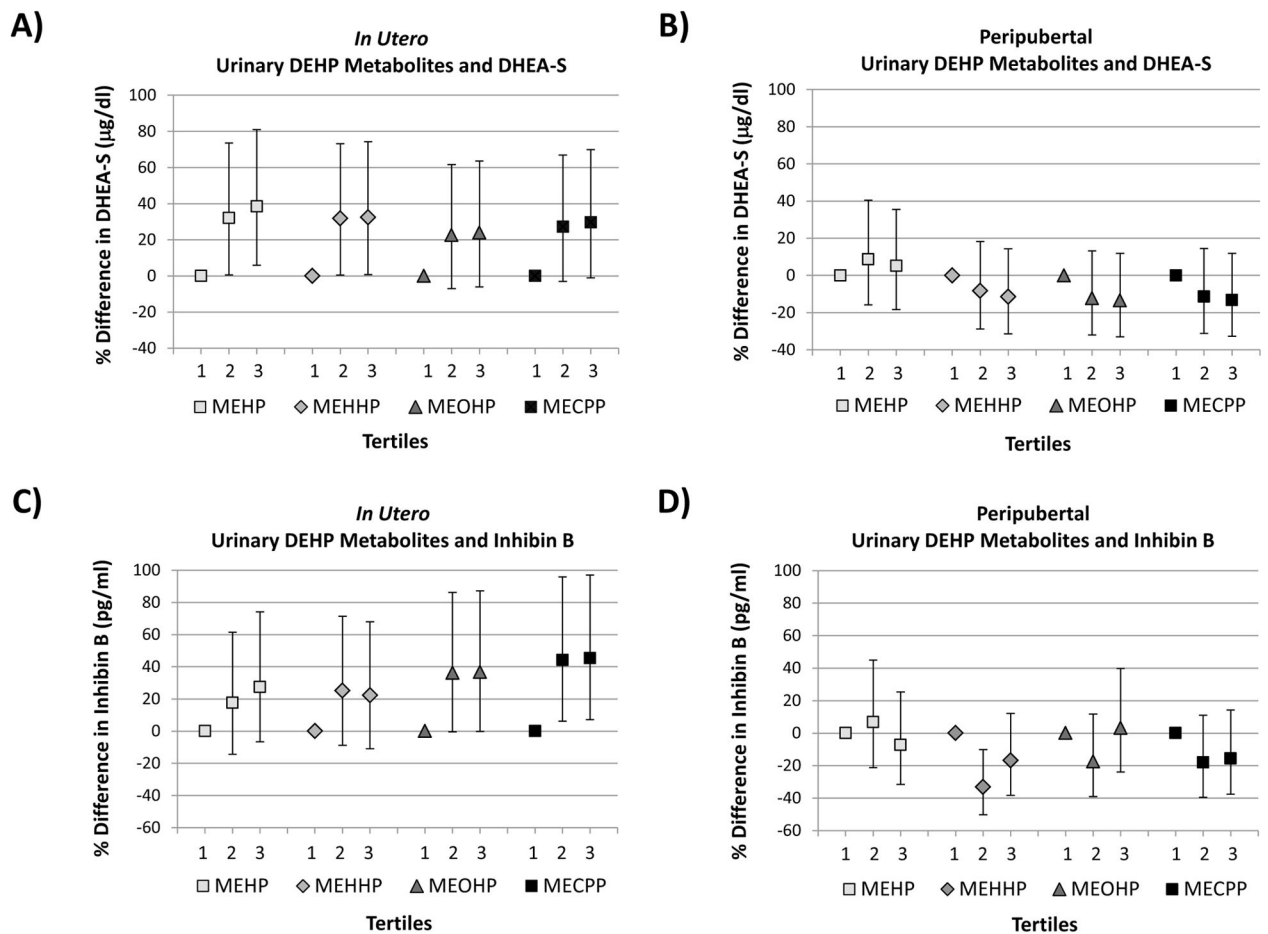 A)
In Utero
Urinary DEHP Metabolites and DHEA-S
% Difference in DHEA-S (µg/dl)
100
80
60
40
20
0
-20
-40
1 2 3 1 2 3 1 2 3 1 2 3
MEHP MEHHP MEOHP MECPP
Tertiles
B)
Peripubertal
Urinary DEHP Metabolites and DHEA-S
% Difference in DHEA-S (µg/dl)
100
80
60
40
20
0
-20
-40
1 2 3 1 2 3 1 2 3 1 2 3
MEHP MEHHP MEOHP MECPP
Tertiles
C)
In Utero
Urinary DEHP Metabolites and Inhibin B
% Difference in Inhibin B (pg/ml)
100
80
60
40
20
0
-20
-40
-60
1 2 3 1 2 3 1 2 3 1 2 3
MEHP MEHHP MEOHP MECPP
Tertiles
D)
Peripubertal
Urinary DEHP Metabolites and Inhibin B
% Difference in Inhibin B (pg/ml)
100
80
60
40
20
0
-20
-40
-60
1 2 3 1 2 3 1 2 3 1 2 3
MEHP MEHHP MEOHP MECPP
Tertiles